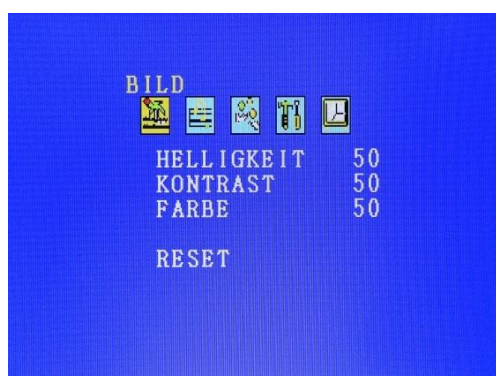 BILD
HELLIGKEIT 50
KONTRAST 50
FARBE 50
RESET